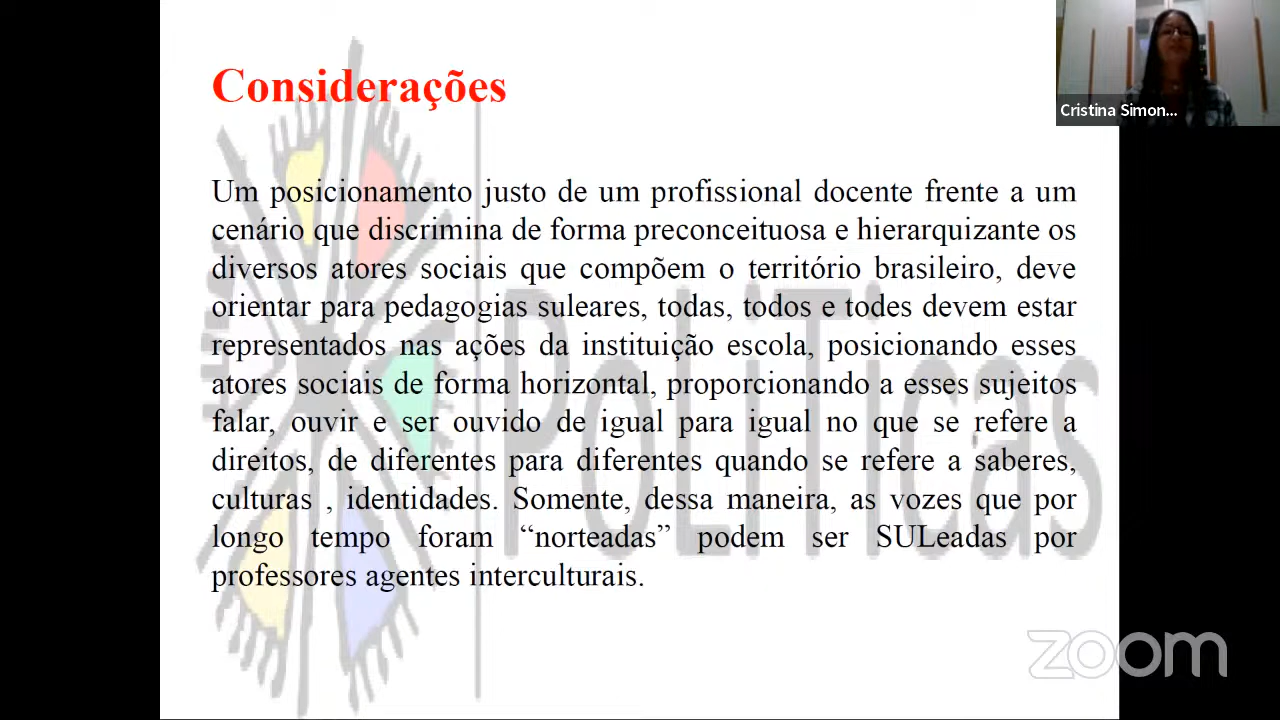 Considerações
Cristina Simon...
Um posicionamento justo de um profissional docente frente a um
cenário que discrimina de forma preconceituosa e hierarquizante os
diversos atores sociais que compõem o território brasileiro, deve
orientar para pedagogias suleares, todas, todos e todes devem estar
representados nas ações da instituição escola, posicionando esses
atores sociais de forma horizontal, proporcionando a esses sujeitos
falar, ouvir e ser ouvido de igual para igual no que se refere a
direitos, de diferentes para diferentes quando se refere a saberes,
culturas , identidades. Somente, dessa maneira, as vozes que por
longo tempo foram “norteadas” podem ser SULeadas por
professores agentes interculturais.
PoLiTicas
zoom